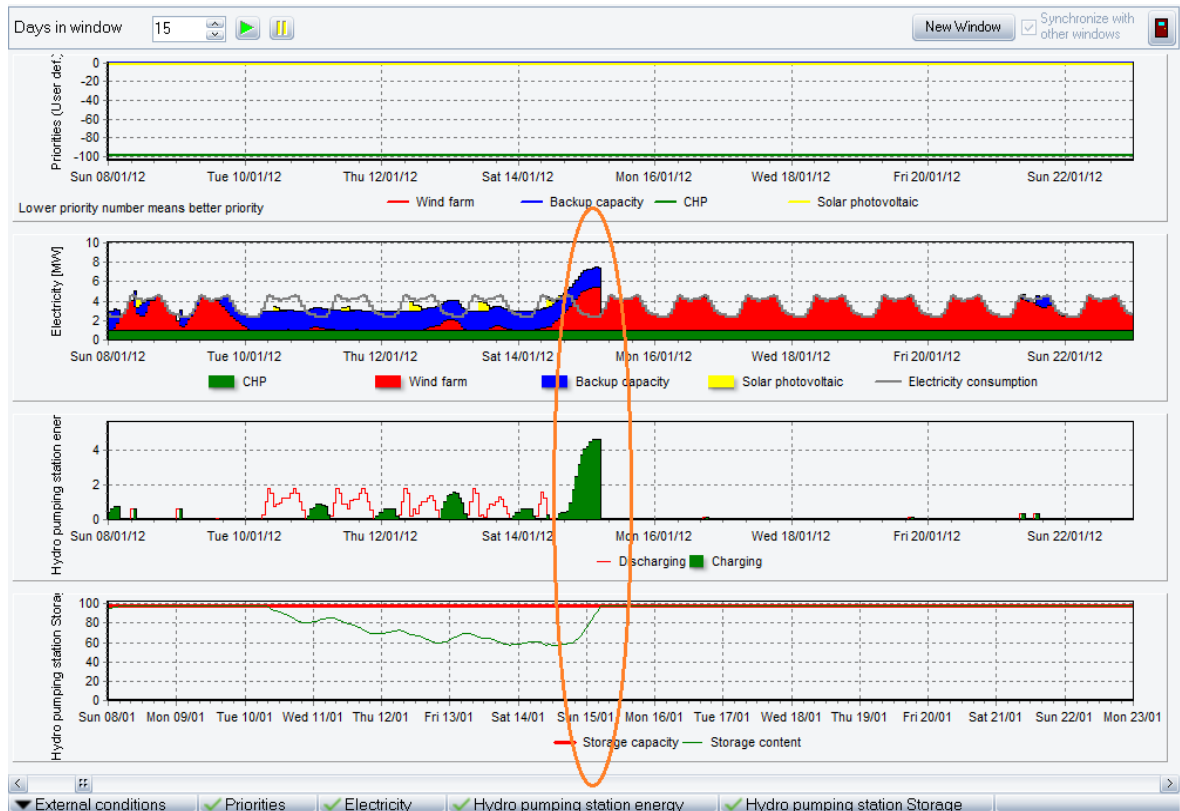 Days in window 15 New Window Synchronize with
other windows
Priorities (User def.)
0
-20
-40
-60
-80
-100
Sun 08/01/12 Tue 10/01/12 Thu 12/01/12 Sat 14/01/12 Mon 16/01/12 Wed 18/01/12 Fri 20/01/12 Sun 22/01/12
Lower priority number means better priority Wind farm Backup capacity CHP Solar photovoltaic
Electricity [MW]
10
8
6
4
2
0
Sun 08/01/12 Tue 10/01/12 Thu 12/01/12 Sat 14/01/12 Mon 16/01/12 Wed 18/01/12 Fri 20/01/12 Sun 22/01/12
CHP Wind farm Backup capacity Solar photovoltaic Electricity consumption
Hydro pumping station ener
4
2
0
Sun 08/01/12 Tue 10/01/12 Thu 12/01/12 Sat 14/01/12 Mon 16/01/12 Wed 18/01/12 Fri 20/01/12 Sun 22/01/12
Discharging Charging
Hydro pumping station Stora
100
80
60
40
20
0
Sun 08/01 Mon 09/01 Tue 10/01 Wed 11/01 Thu 12/01 Fri 13/01 Sat 14/01 Sun 15/01 Mon 16/01 Tue 17/01 Wed 18/01 Thu 19/01 Fri 20/01 Sat 21/01 Sun 22/01 Mon 23/01
Storage capacity Storage content
External conditions Priorities Electricity Hydro pumping station energy Hydro pumping station Storage